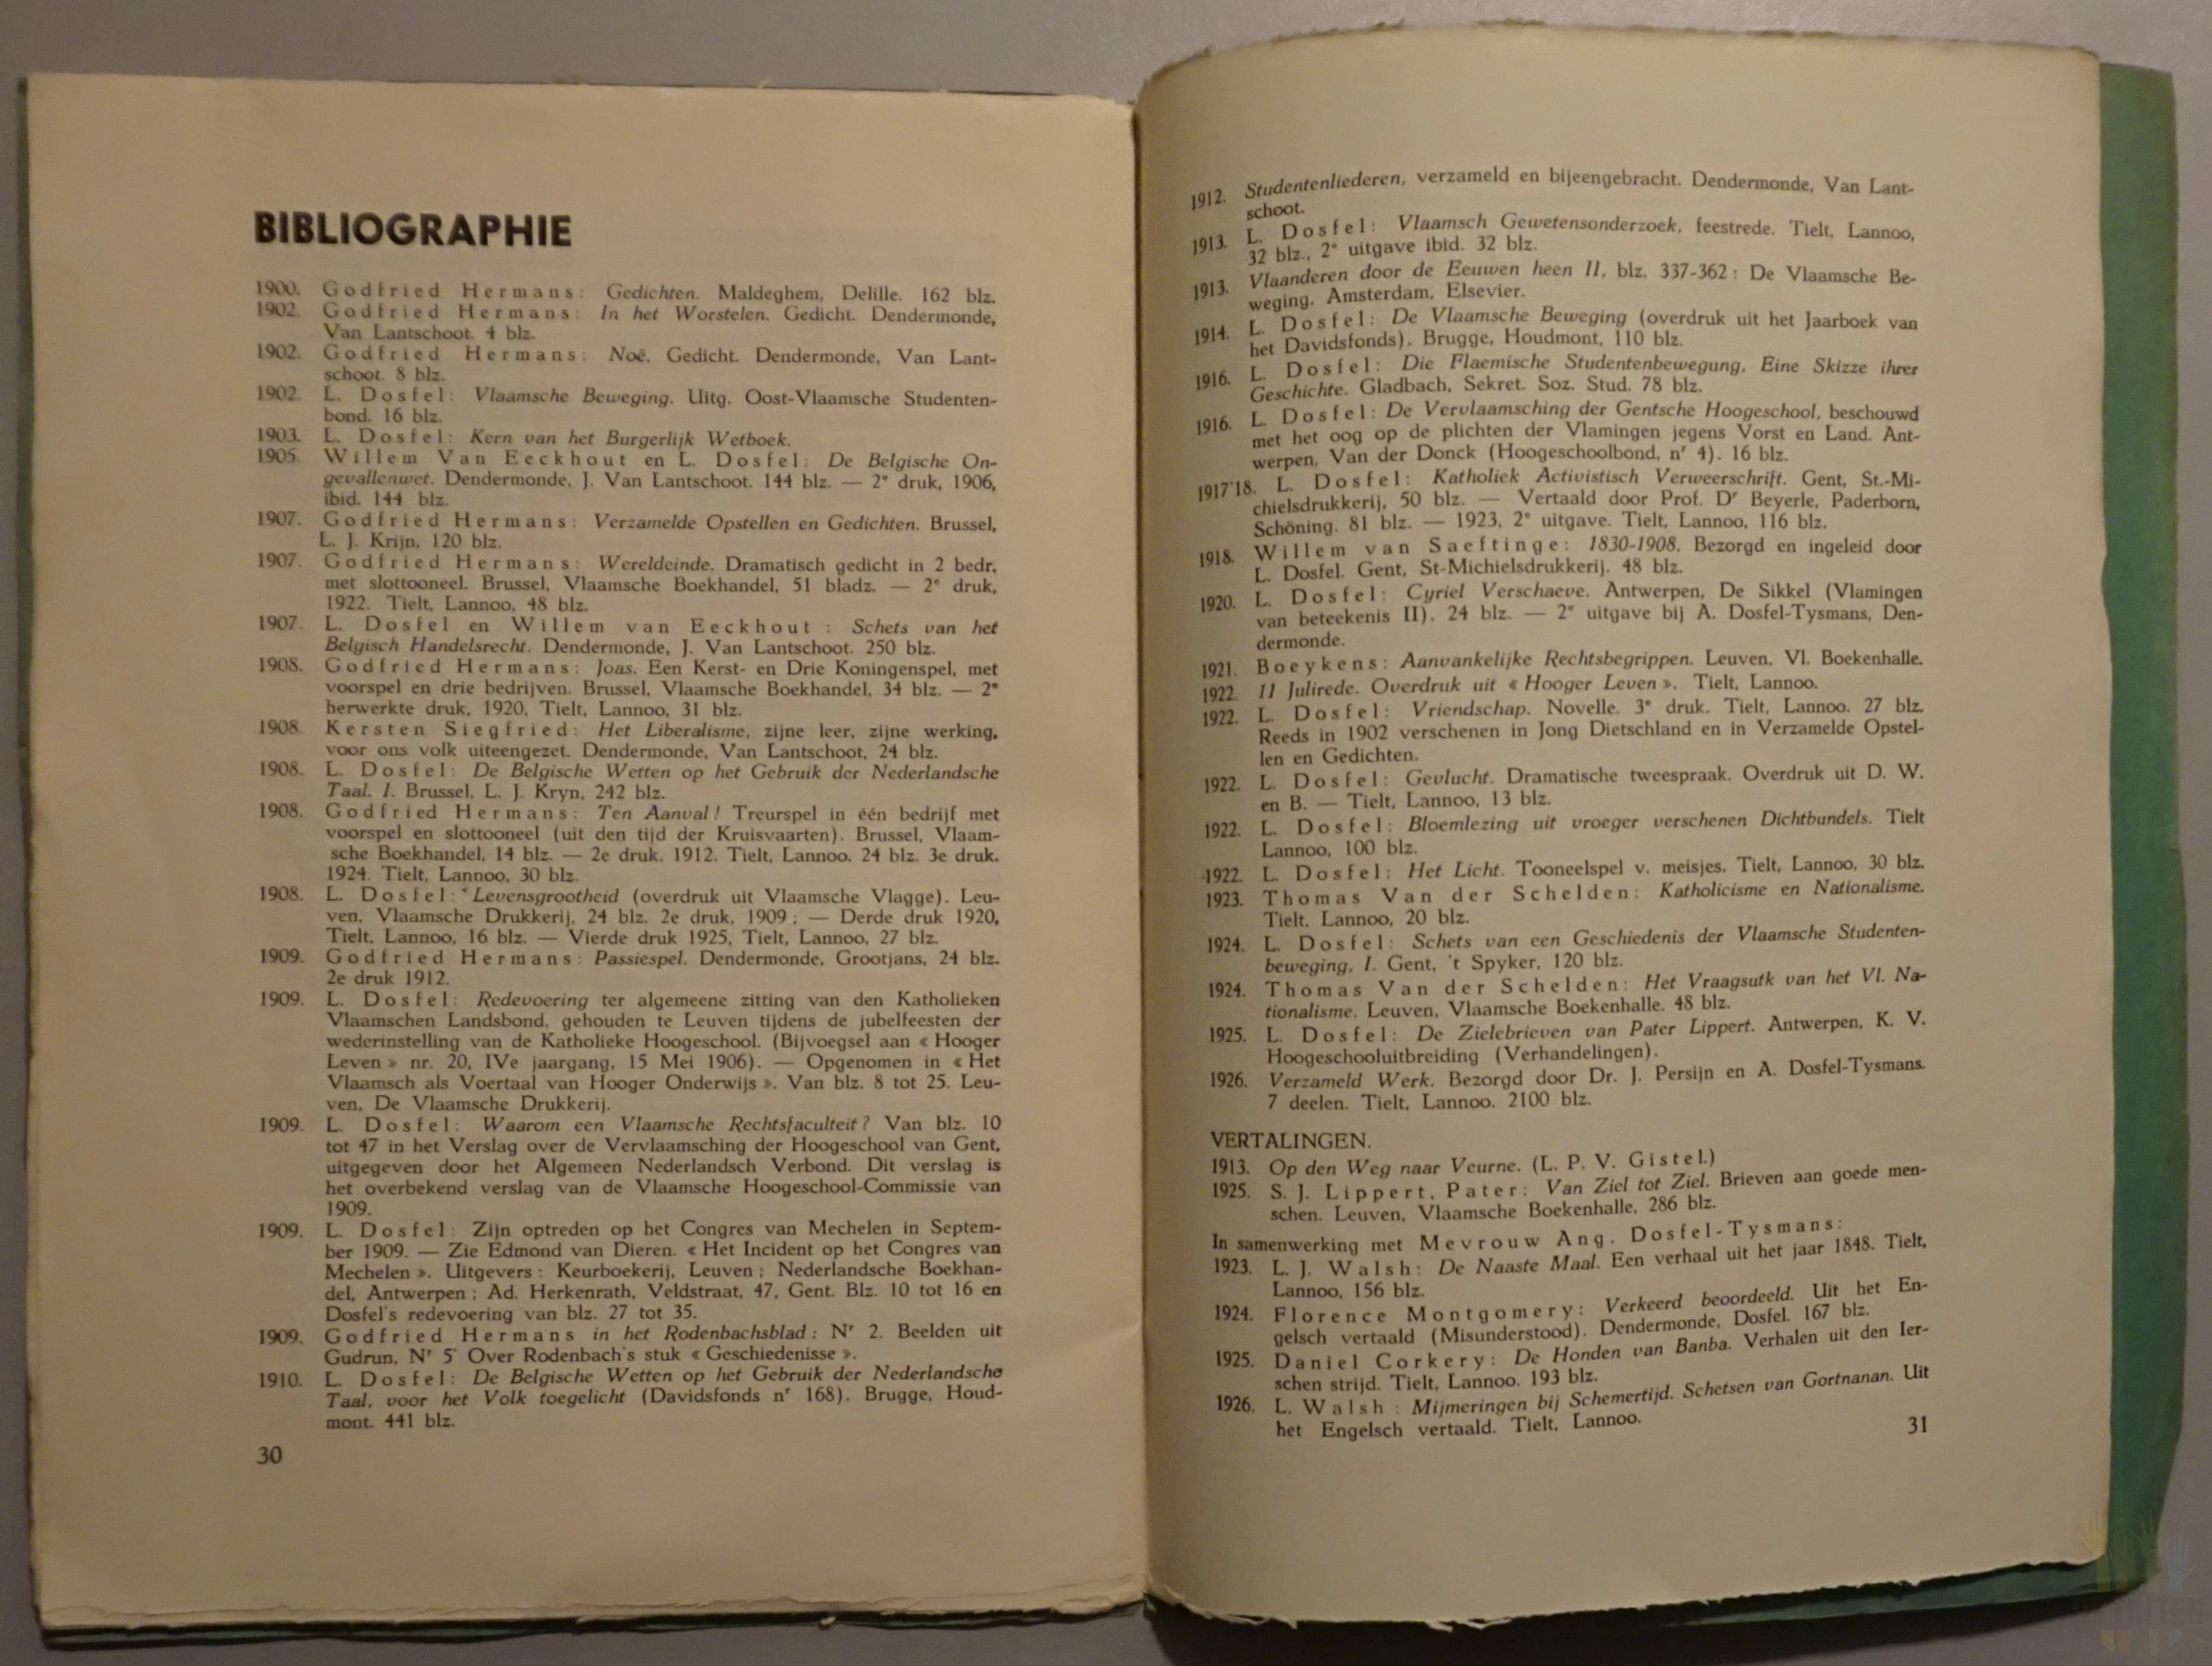 BIBLIOGRAPHIE
1900. Godfried Hermans: Gedichten. Maldeghem, Delille. 162 blz.
1902. Godfried Hermans: In het Worstelen. Gedicht. Dendermonde,
Van Lantschoot. 4 blz.
1902. Godfried Hermans: Noë. Gedicht. Dendermonde, Van Lant-
schoot. 8 blz.
1902. L. Dosfel: Vlaamsche Beweging. Uitg. Oost-Vlaamsche Studenten-
bond. 16 blz.
1903. L. Dosfel: Kern van het Burgerlijk Wetboek.
1905. Willem Van Eeckhout en L. Dosfel: De Belgische On-
gevallenwet. Dendermonde, J. Van Lantschoot. 144 blz. — 2e druk, 1906,
ibid. 144 blz.
1907. Godfried Hermans: Verzamelde Opstellen en Gedichten. Brussel,
L. J. Krijn, 120 blz.
1907. Godfried Hermans: Wereldeinde. Dramatisch gedicht in 2 bedr.
met slottooneel. Brussel, Vlaamsche Boekhandel, 51 bladz. — 2e druk,
1922. Tielt, Lannoo, 48 blz.
1907. L. Dosfel en Willem van Eeckhout : Schets van het
Belgisch Handelsrecht. Dendermonde, J. Van Lantschoot. 250 blz.
1908. Godfried Hermans: Joas. Een Kerst- en Drie Koningenspel, met
voorspel en drie bedrijven. Brussel, Vlaamsche Boekhandel, 34 blz. — 2e
herwerkte druk, 1920, Tielt, Lannoo, 31 blz.
1908. Kersten Siegfried: Het Liberalisme, zijne leer, zijne werking,
voor ons volk uiteengezet. Dendermonde, Van Lantschoot, 24 blz.
1908. L. Dosfel: De Belgische Wetten op het Gebruik der Nederlandsche
Taal. I. Brussel, L. J. Kryn, 242 blz.
1908. Godfried Hermans: Ten Aanval! Treurspel in één bedrijf met
voorspel en slottooneel (uit den tijd der Kruisvaarten). Brussel, Vlaam-
sche Boekhandel, 14 blz. — 2e druk. 1912. Tielt, Lannoo. 24 blz. 3e druk.
1924. Tielt, Lannoo, 30 blz.
1908. L. Dosfel: Levensgrootheid (overdruk uit Vlaamsche Vlagge). Leu-
ven, Vlaamsche Drukkerij, 24 blz. 2e druk, 1909; — Derde druk 1920,
Tielt, Lannoo, 16 blz. — Vierde druk 1925, Tielt, Lannoo, 27 blz.
1909. Godfried Hermans: Passiespel. Dendermonde, Grootjans, 24 blz.
2e druk 1912.
1909. L. Dosfel: Redevoering ter algemeene zitting van den Katholieken
Vlaamschen Landsbond, gehouden te Leuven tijdens de jubelfeesten der
wederinstelling van de Katholieke Hoogeschool. (Bijvoegsel aan « Hooger
Leven » nr. 20, IVe jaargang, 15 Mei 1906). — Opgenomen in « Het
Vlaamsch als Voertaal van Hooger Onderwijs ». Van blz. 8 tot 25. Leu-
ven, De Vlaamsche Drukkerij.
1909. L. Dosfel: Waarom een Vlaamsche Rechtsfaculteit? Van blz. 10
tot 47 in het Verslag over de Vervlaamsching der Hoogeschool van Gent,
uitgegeven door het Algemeen Nederlandsch Verbond. Dit verslag is
het overbekend verslag van de Vlaamsche Hoogeschool-Commissie van
1909.
1909. L. Dosfel: Zijn optreden op het Congres van Mechelen in Septem-
ber 1909. — Zie Edmond van Dieren. « Het Incident op het Congres van
Mechelen ». Uitgevers : Keurboekerij, Leuven ; Nederlandsche Boekhan-
del, Antwerpen ; Ad. Herkenrath, Veldstraat, 47, Gent. Blz. 10 tot 16 en
Dosfel's redevoering van blz. 27 tot 35.
1909. Godfried Hermans in het Rodenbachsblad: Nr 2. Beelden uit
Gudrun, Nr 5 Over Rodenbach's stuk « Geschiedenisse ».
1910. L. Dosfel: De Belgische Wetten op het Gebruik der Nederlandsche
Taal, voor het Volk toegelicht (Davidsfonds nr 168). Brugge, Houd-
mont. 441 blz.
30
1912. Studentenliederen, verzameld en bijeengebracht. Dendermonde, Van Lant-
schoot.
1913. L. Dosfel: Vlaamsch Gewetensonderzoek, feestrede. Tielt, Lannoo,
32 blz., 2e uitgave ibid. 32 blz.
1913. Vlaanderen door de Eeuwen heen II, blz. 337-362 : De Vlaamsche Be-
weging. Amsterdam, Elsevier.
1914. L. Dosfel: De Vlaamsche Beweging (overdruk uit het Jaarboek van
het Davidsfonds). Brugge, Houdmont, 110 blz.
1916. L. Dosfel: Die Flaemische Studentenbewegung, Eine Skizze ihrer
Geschichte. Gladbach, Sekret. Soz. Stud. 78 blz.
1916. L. Dosfel: De Vervlaamsching der Gentsche Hoogeschool, beschouwd
met het oog op de plichten der Vlamingen jegens Vorst en Land. Ant-
werpen, Van der Donck (Hoogeschoolbond, nr 4). 16 blz.
1917'18. L. Dosfel: Katholiek Activistisch Verweerschrift. Gent, St.-Mi-
chielsdrukkerij, 50 blz. — Vertaald door Prof. Dr Beyerle, Paderborn,
Schöning. 81 blz. — 1923, 2e uitgave. Tielt, Lannoo, 116 blz.
1918. Willem van Saeftinge: 1830-1908. Bezorgd en ingeleid door
L. Dosfel. Gent, St-Michielsdrukkerij. 48 blz.
1920. L. Dosfel: Cyriel Verschaeve. Antwerpen, De Sikkel (Vlamingen
van beteekenis II). 24 blz. — 2e uitgave bij A. Dosfel-Tysmans, Den-
dermonde.
1921. Boeykens: Aanvankelijke Rechtsbegrippen. Leuven, Vl. Boekenhalle.
1922. 11 Julirede. Overdruk uit « Hooger Leven ». Tielt, Lannoo.
1922. L. Dosfel: Vriendschap. Novelle. 3e druk. Tielt, Lannoo. 27 blz.
Reeds in 1902 verschenen in Jong Dietschland en in Verzamelde Opstel-
len en Gedichten.
1922. L. Dosfel: Gevlucht. Dramatische tweespraak. Overdruk uit D. W.
en B. — Tielt, Lannoo, 13 blz.
1922. L. Dosfel: Bloemlezing uit vroeger verschenen Dichtbundels. Tielt
Lannoo, 100 blz.
1922. L. Dosfel: Het Licht. Tooneelspel v. meisjes. Tielt, Lannoo, 30 blz.
1923. Thomas Van der Schelden: Katholicisme en Nationalisme.
Tielt, Lannoo, 20 blz.
1924. L. Dosfel: Schets van een Geschiedenis der Vlaamsche Studenten-
beweging, I. Gent, 't Spyker, 120 blz.
1924. Thomas Van der Schelden: Het Vraagsutk van het Vl. Na-
tionalisme. Leuven, Vlaamsche Boekenhalle. 48 blz.
1925. L. Dosfel: De Zielebrieven van Pater Lippert. Antwerpen, K. V.
Hoogeschooluitbreiding (Verhandelingen).
1926. Verzameld Werk. Bezorgd door Dr. J. Persijn en A. Dosfel-Tysmans.
7 deelen. Tielt, Lannoo. 2100 blz.
VERTALINGEN.
1913. Op den Weg naar Veurne. (L. P. V. Gistel.)
1925. S. J. Lippert, Pater: Van Ziel tot Ziel. Brieven aan goede men-
schen. Leuven, Vlaamsche Boekenhalle, 286 blz.
In samenwerking met Mevrouw Ang. Dosfel-Tysmans:
1923. L. J. Walsh: De Naaste Maal. Een verhaal uit het jaar 1848. Tielt,
Lannoo, 156 blz.
1924. Florence Montgomery: Verkeerd beoordeeld. Uit het En-
gelsch vertaald (Misunderstood). Dendermonde, Dosfel. 167 blz.
1925. Daniel Corkery: De Honden van Banba. Verhalen uit den Ier-
schen strijd. Tielt, Lannoo. 193 blz.
1926. L. Walsh : Mijmeringen bij Schemertijd. Schetsen van Gortnanan. Uit
het Engelsch vertaald. Tielt, Lannoo.
31